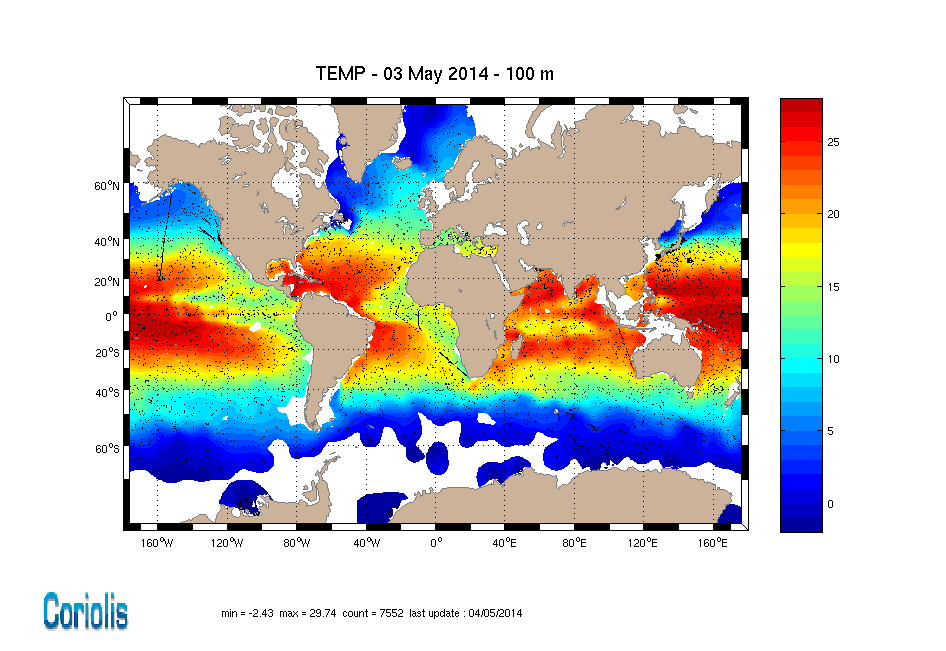 TEMP - 03 May 2014 - 100 m
60°N
40°N
20°N
0°
20°S
40°S
60°S
160°W 120°W 80°W 40°W 0° 40°E 80°E 120°E 160°E
25
20
15
10
5
0
Coriolis
min = -2.43 max = 29.74 count = 7552 last update : 04/05/2014